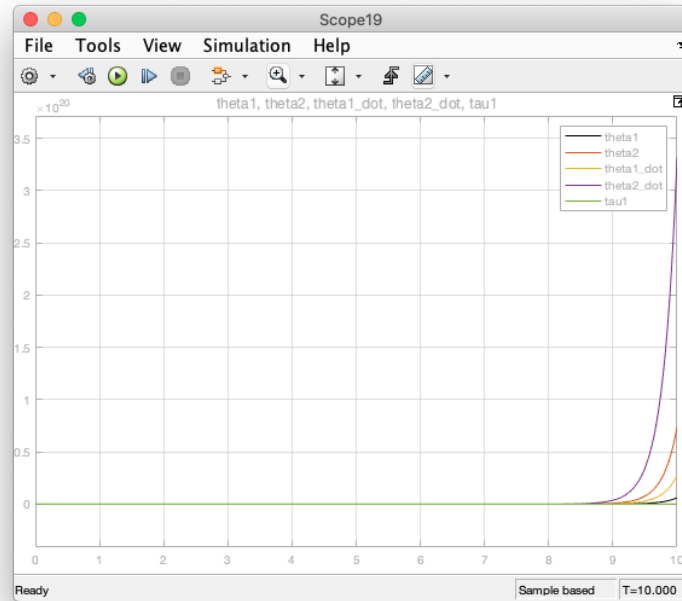 Scope19
File Tools View Simulation Help
×10^20
theta1, theta2, theta1_dot, theta2_dot, tau1
3.5
3
2.5
2
1.5
1
0.5
0
theta1
theta2
theta1_dot
theta2_dot
tau1
0 1 2 3 4 5 6 7 8 9 10
Ready Sample based T=10.000